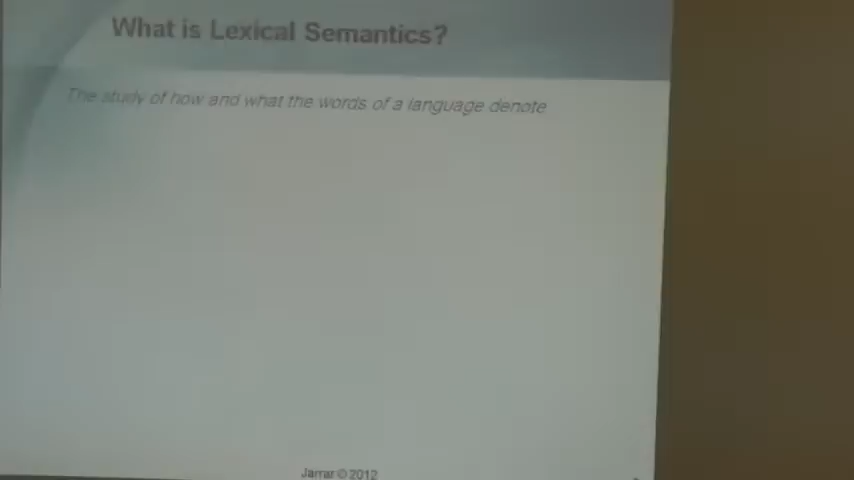 What is Lexical Semantics?
The study of how and what the words of a language denote
Jarrar © 2012